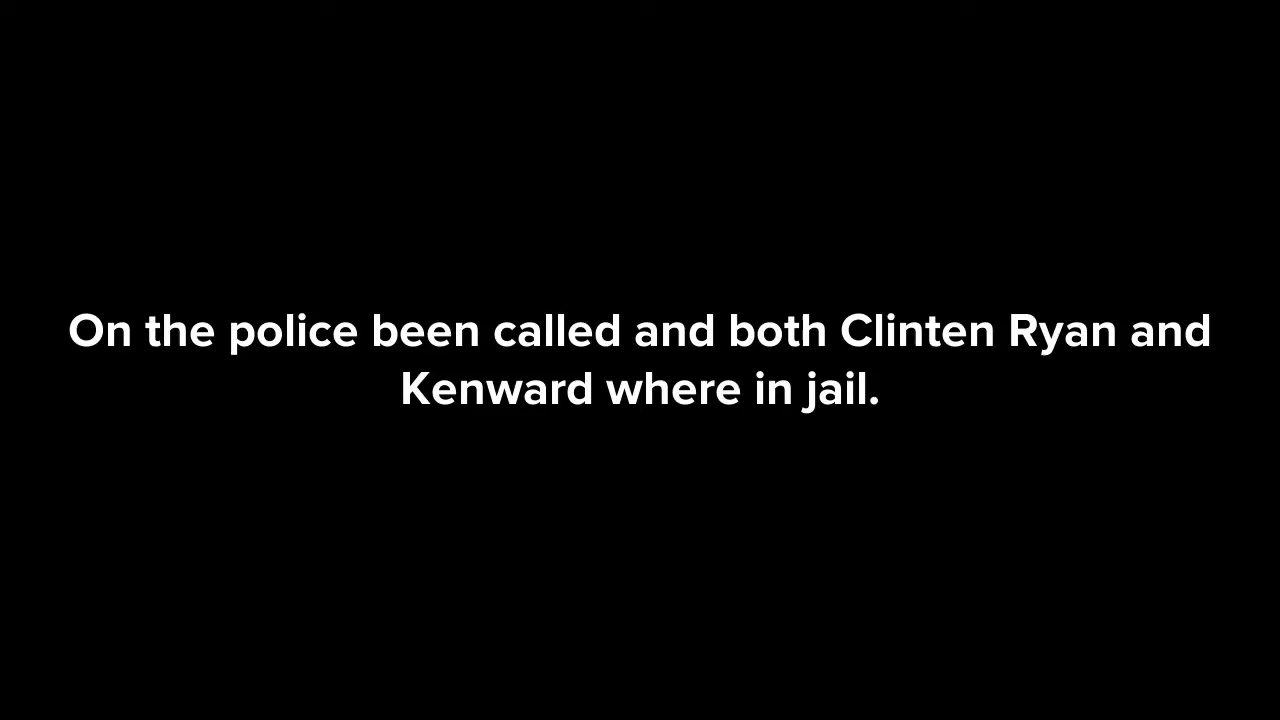 On the police been called and both Clinten Ryan and
Kenward where in jail.